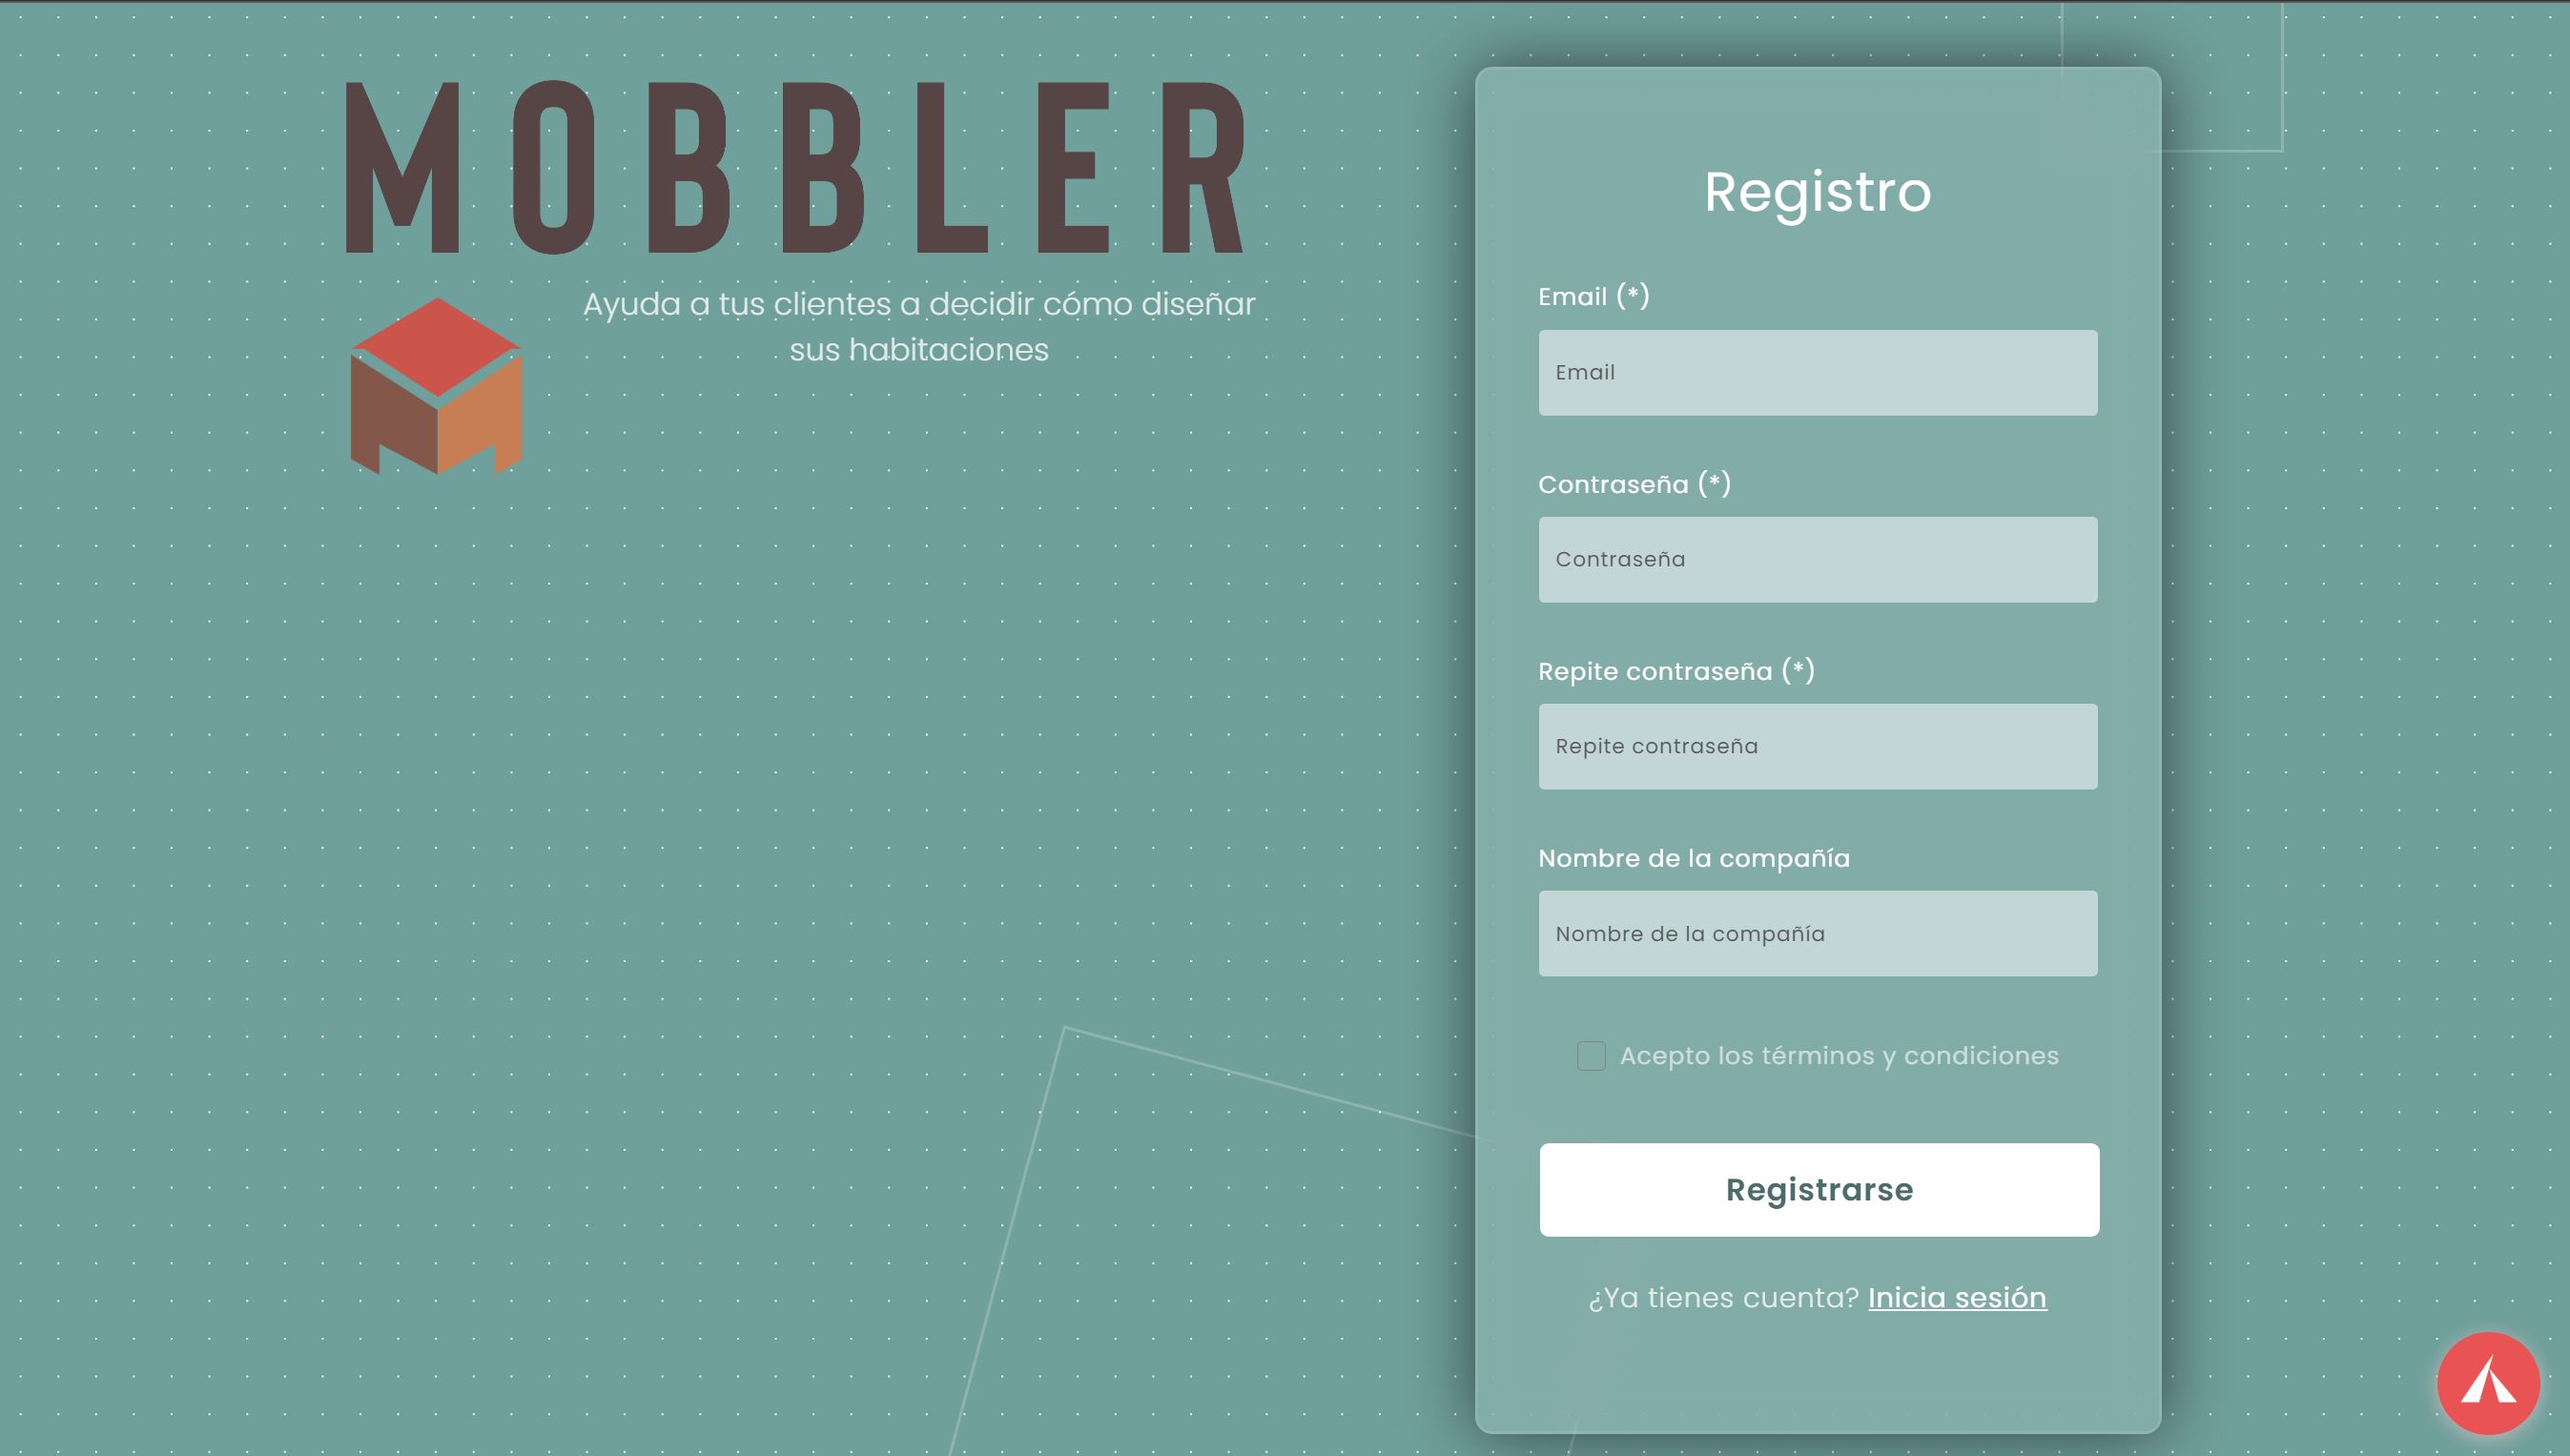 MOBBLER
Ayuda a tus clientes a decidir cómo diseñar
sus habitaciones
Registro
Email (*)
Email
Contraseña (*)
Contraseña
Repite contraseña (*)
Repite contraseña
Nombre de la compañía
Nombre de la compañía
Acepto los términos y condiciones
Registrarse
¿Ya tienes cuenta? Inicia sesión